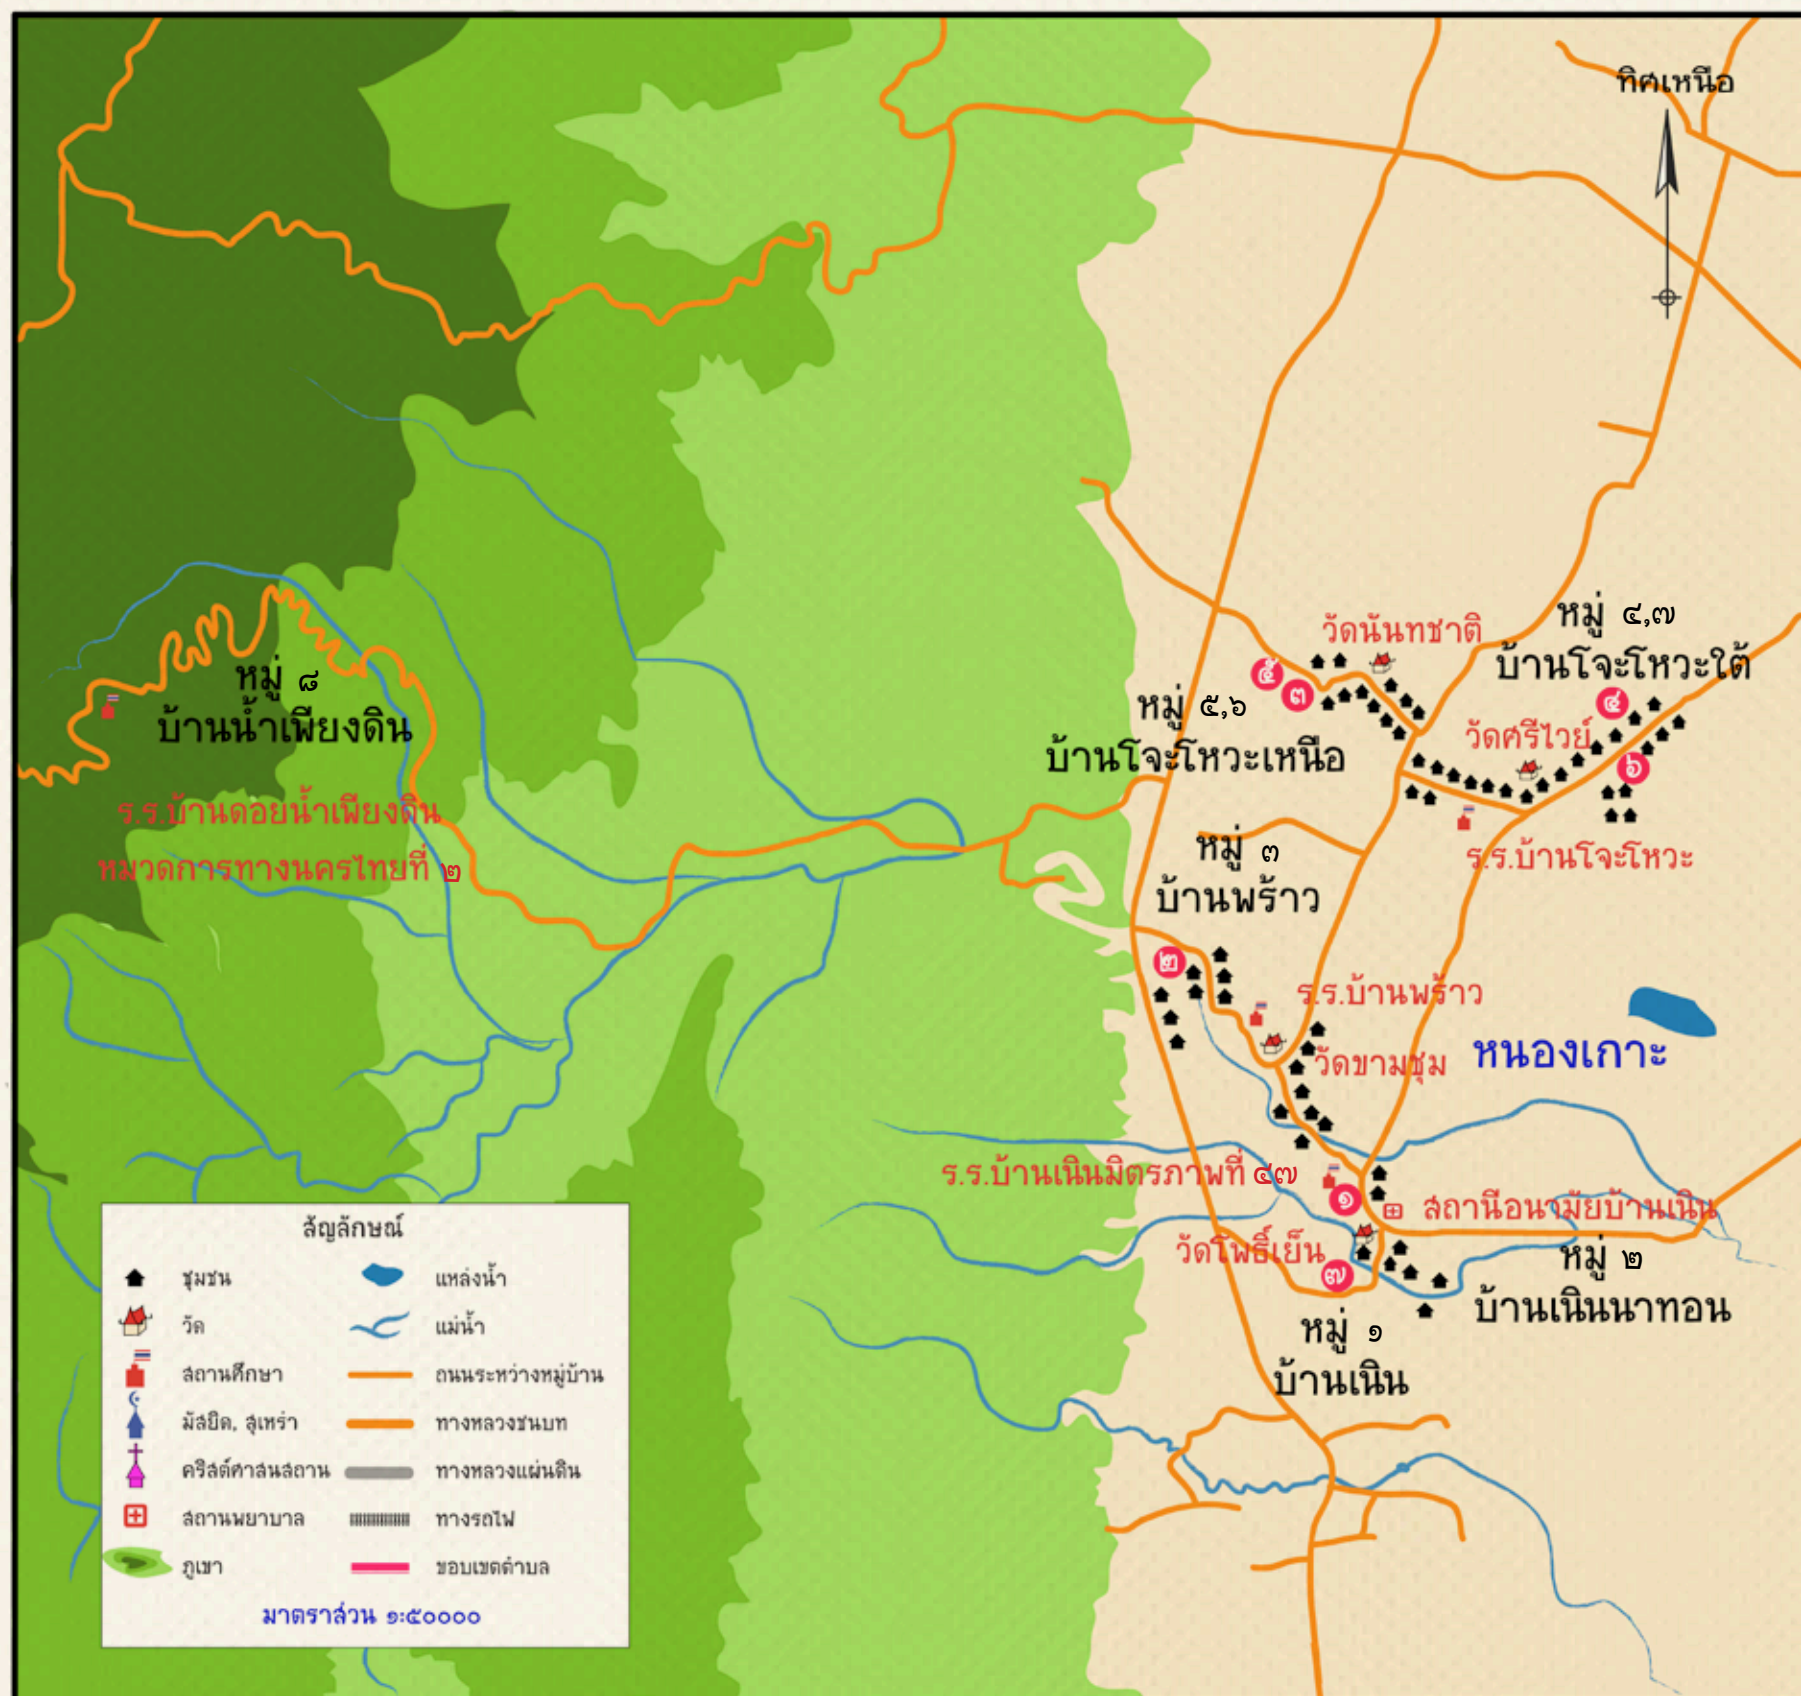 ทิศเหนือ
วัดนันทชาติ
หมู่ ๔,๗
บ้านโจะโหวะใต้
๕
๓
๔
หมู่ ๘
บ้านน้ำเพียงดิน
หมู่ ๕,๖
บ้านโจะโหวะเหนือ
วัดศรีไวย์
๖
ร.ร.บ้านดอยน้ำเพียงดิน
หมวดการทางนครไทยที่ ๒
หมู่ ๓
บ้านพร้าว
ร.ร.บ้านโจะโหวะ
๒
ร.ร.บ้านพร้าว
วัดขามชุม
หนองเกาะ
ร.ร.บ้านเนินมิตรภาพที่ ๔๗
๑
สถานีอนามัยบ้านเนิน
วัดโพธิ์เย็น
๗
หมู่ ๒
บ้านเนินนาทอน
หมู่ ๑
บ้านเนิน
สัญลักษณ์
ชุมชน
แหล่งน้ำ
วัด
แม่น้ำ
สถานศึกษา
ถนนระหว่างหมู่บ้าน
มัสยิด, สุเหร่า
ทางหลวงชนบท
คริสต์ศาสนสถาน
ทางหลวงแผ่นดิน
สถานพยาบาล
ทางรถไฟ
ภูเขา
ขอบเขตตำบล
มาตราส่วน ๑:๕๐๐๐๐